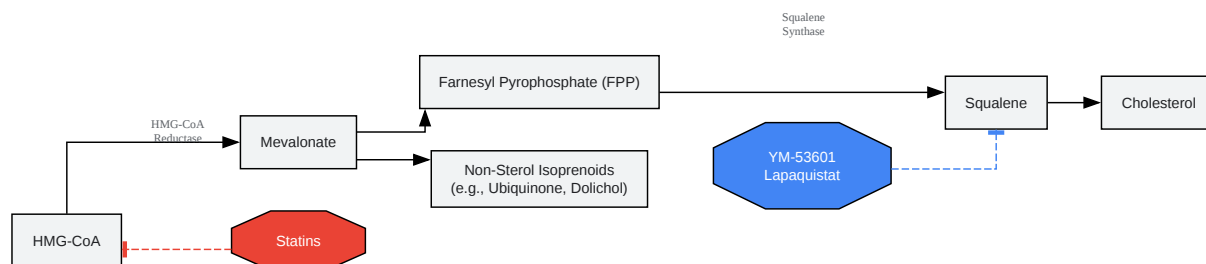 Squalene
Synthase
Farnesyl Pyrophosphate (FPP)
Squalene
Cholesterol
HMG-CoA
Reductase
Mevalonate
Non-Sterol Isoprenoids
(e.g., Ubiquinone, Dolichol)
YM-53601
Lapaquistat
HMG-CoA
Statins